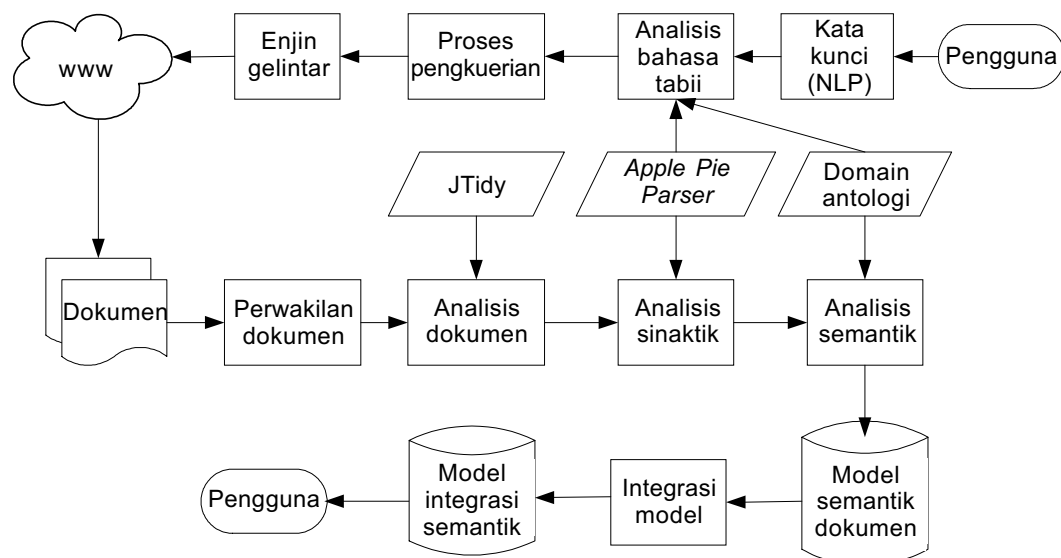 www
Enjin
gelintar
Proses
pengkuerian
Analisis
bahasa
tabii
Kata
kunci
(NLP)
Pengguna
JTidy
Apple Pie
Parser
Domain
antologi
Dokumen
Perwakilan
dokumen
Analisis
dokumen
Analisis
sinaktik
Analisis
semantik
Pengguna
Model
integrasi
semantik
Integrasi
model
Model
semantik
dokumen